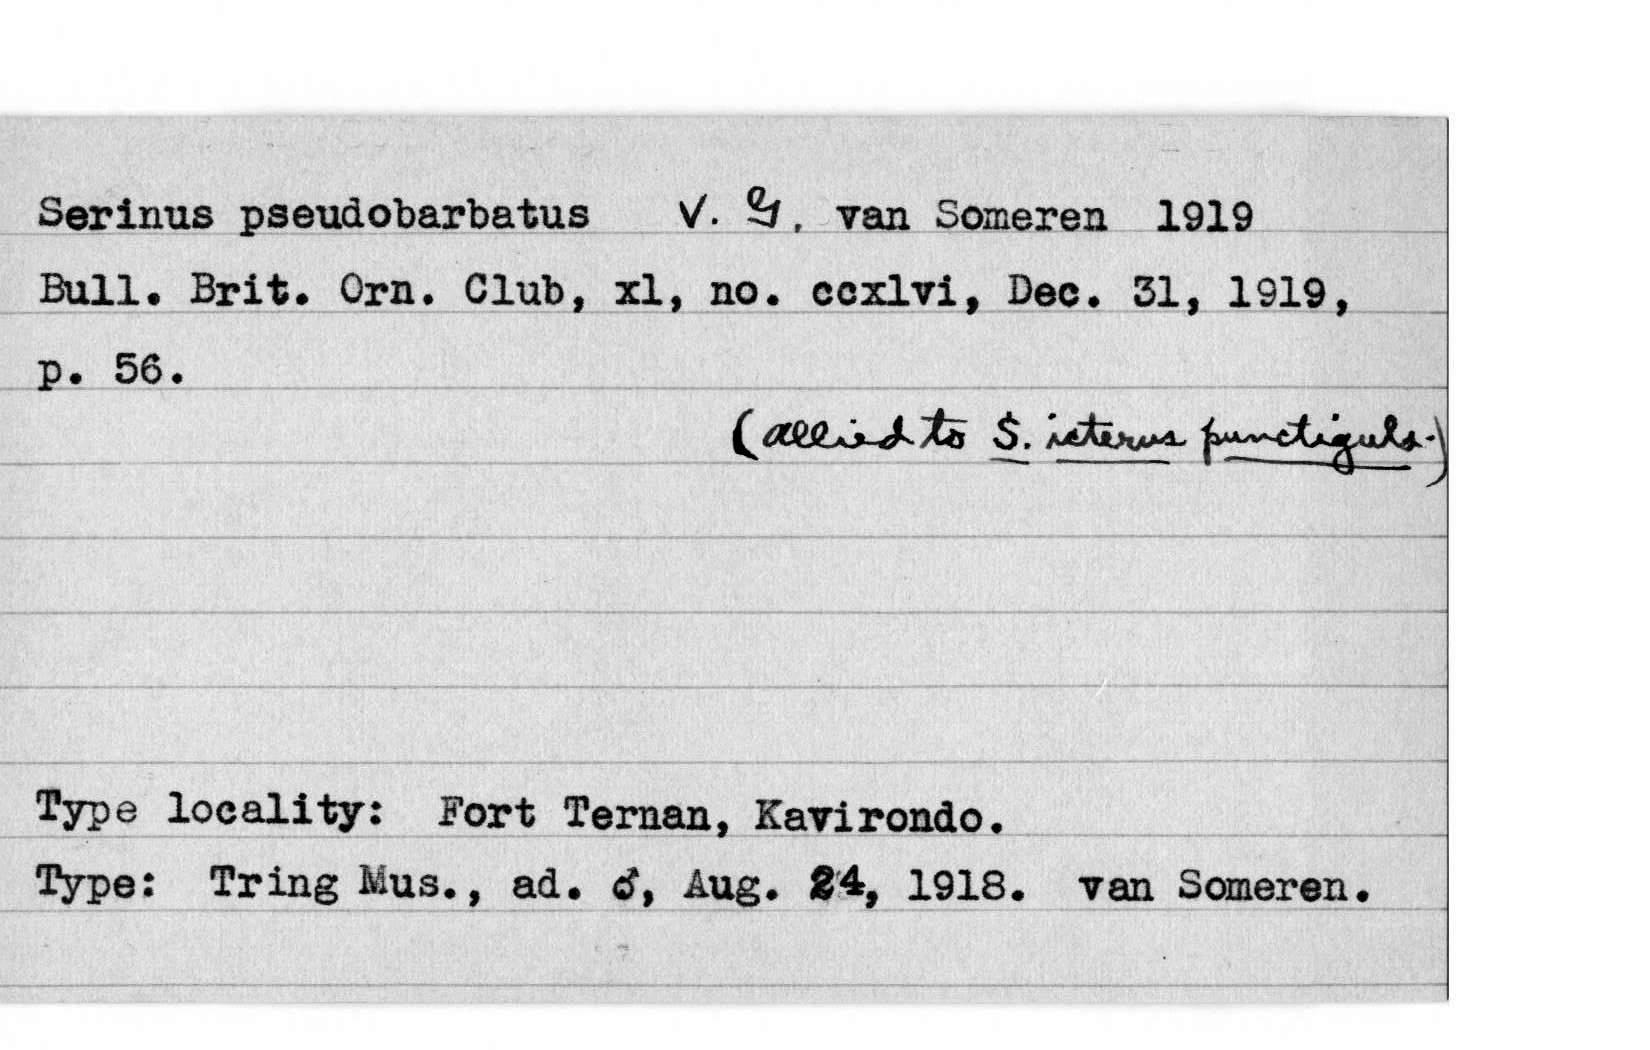 Serinus pseudobarbatus V. G. van Someren 1919
Bull. Brit. Orn. Club, xl, no. ccxlvi, Dec. 31, 1919,
p. 56.
(allied to S. icterus punctigula.)
Type locality: Fort Ternan, Kavirondo.
Type: Tring Mus., ad. ♂, Aug. 24, 1918. van Someren.